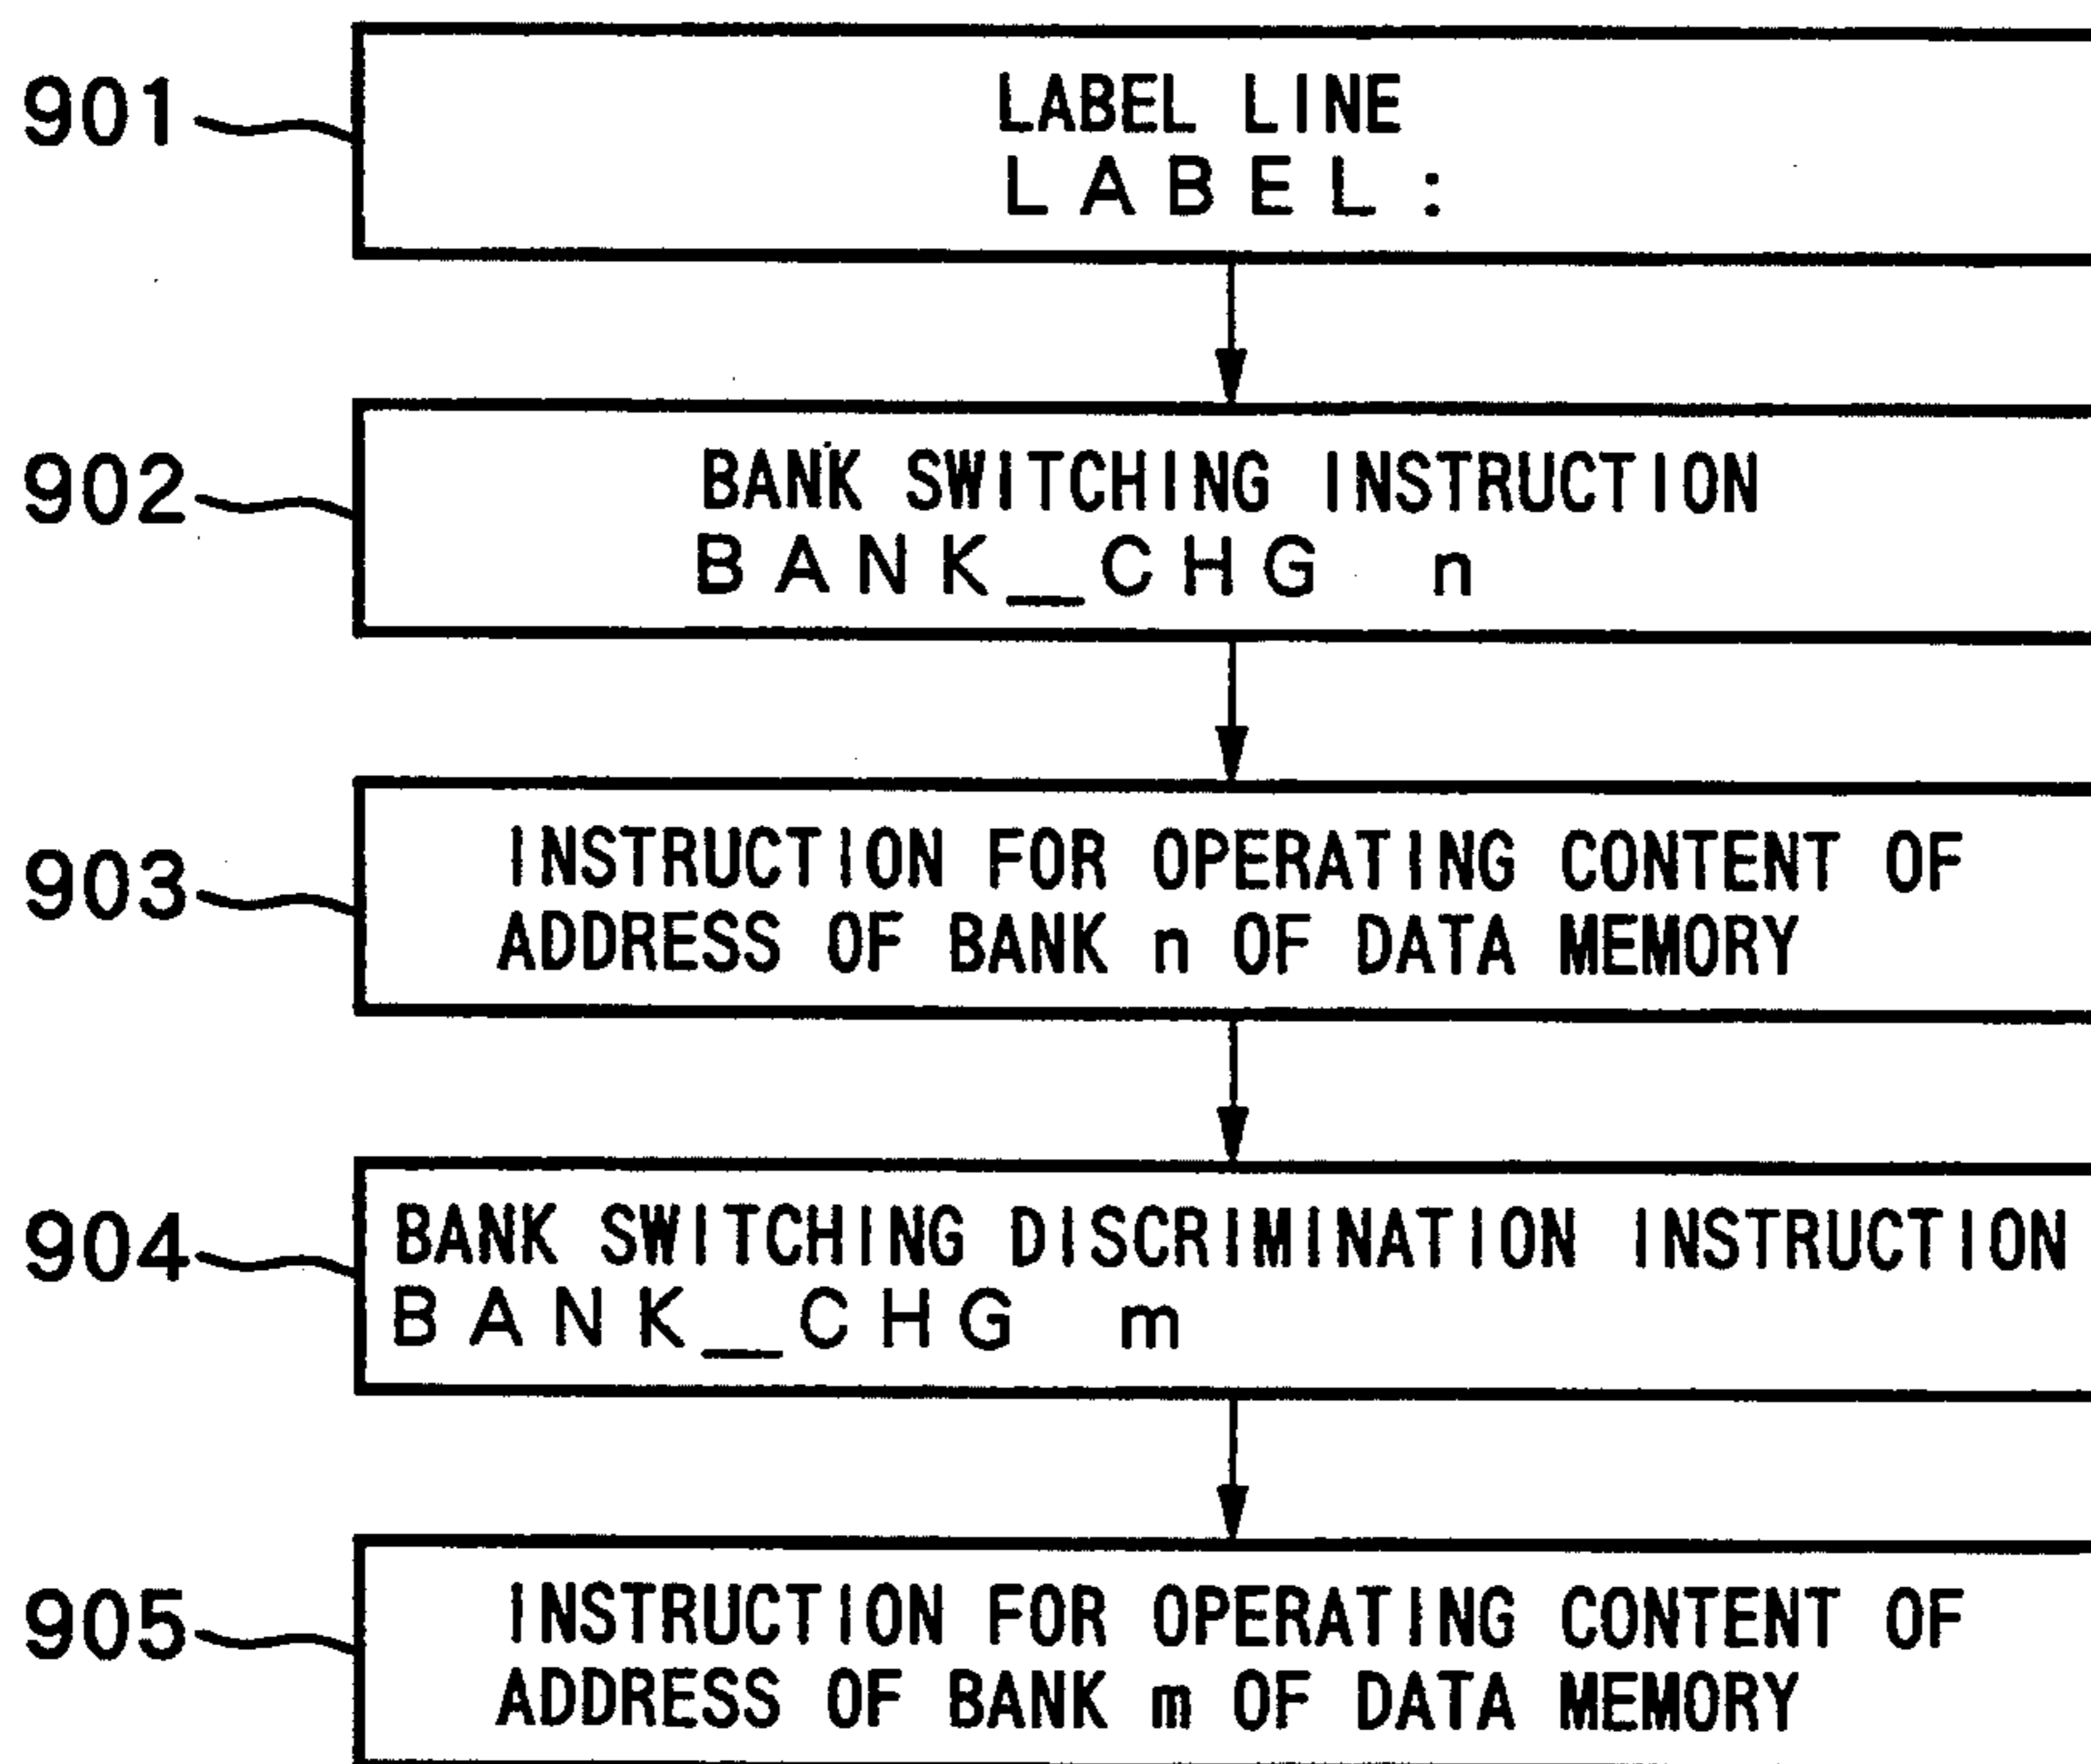 901
LABEL LINE
LABEL:
902
BANK SWITCHING INSTRUCTION
BANK_CHG n
903
INSTRUCTION FOR OPERATING CONTENT OF
ADDRESS OF BANK n OF DATA MEMORY
904
BANK SWITCHING DISCRIMINATION INSTRUCTION
BANK_CHG m
905
INSTRUCTION FOR OPERATING CONTENT OF
ADDRESS OF BANK m OF DATA MEMORY